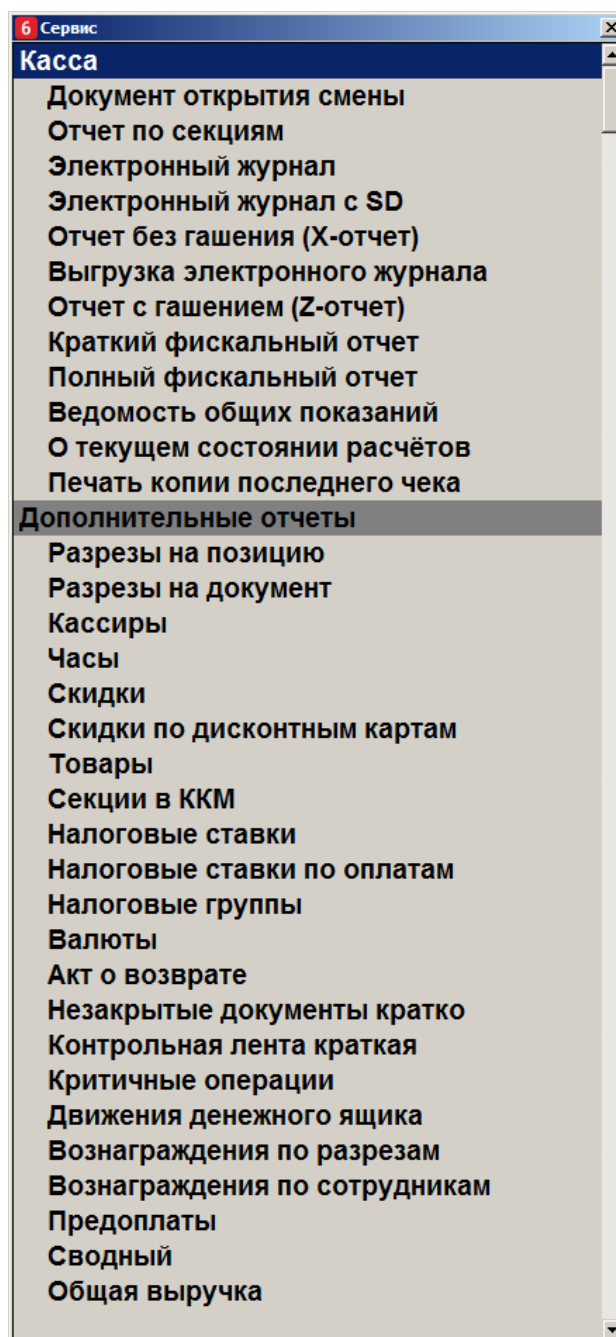 6 Сервис
Касса
Документ открытия смены
Отчет по секциям
Электронный журнал
Электронный журнал с SD
Отчет без гашения (X-отчет)
Выгрузка электронного журнала
Отчет с гашением (Z-отчет)
Краткий фискальный отчет
Полный фискальный отчет
Ведомость общих показаний
О текущем состоянии расчётов
Печать копии последнего чека
Дополнительные отчеты
Разрезы на позицию
Разрезы на документ
Кассиры
Часы
Скидки
Скидки по дисконтным картам
Товары
Секции в ККМ
Налоговые ставки
Налоговые ставки по оплатам
Налоговые группы
Валюты
Акт о возврате
Незакрытые документы кратко
Контрольная лента краткая
Критичные операции
Движения денежного ящика
Вознаграждения по разрезам
Вознаграждения по сотрудникам
Предоплаты
Сводный
Общая выручка